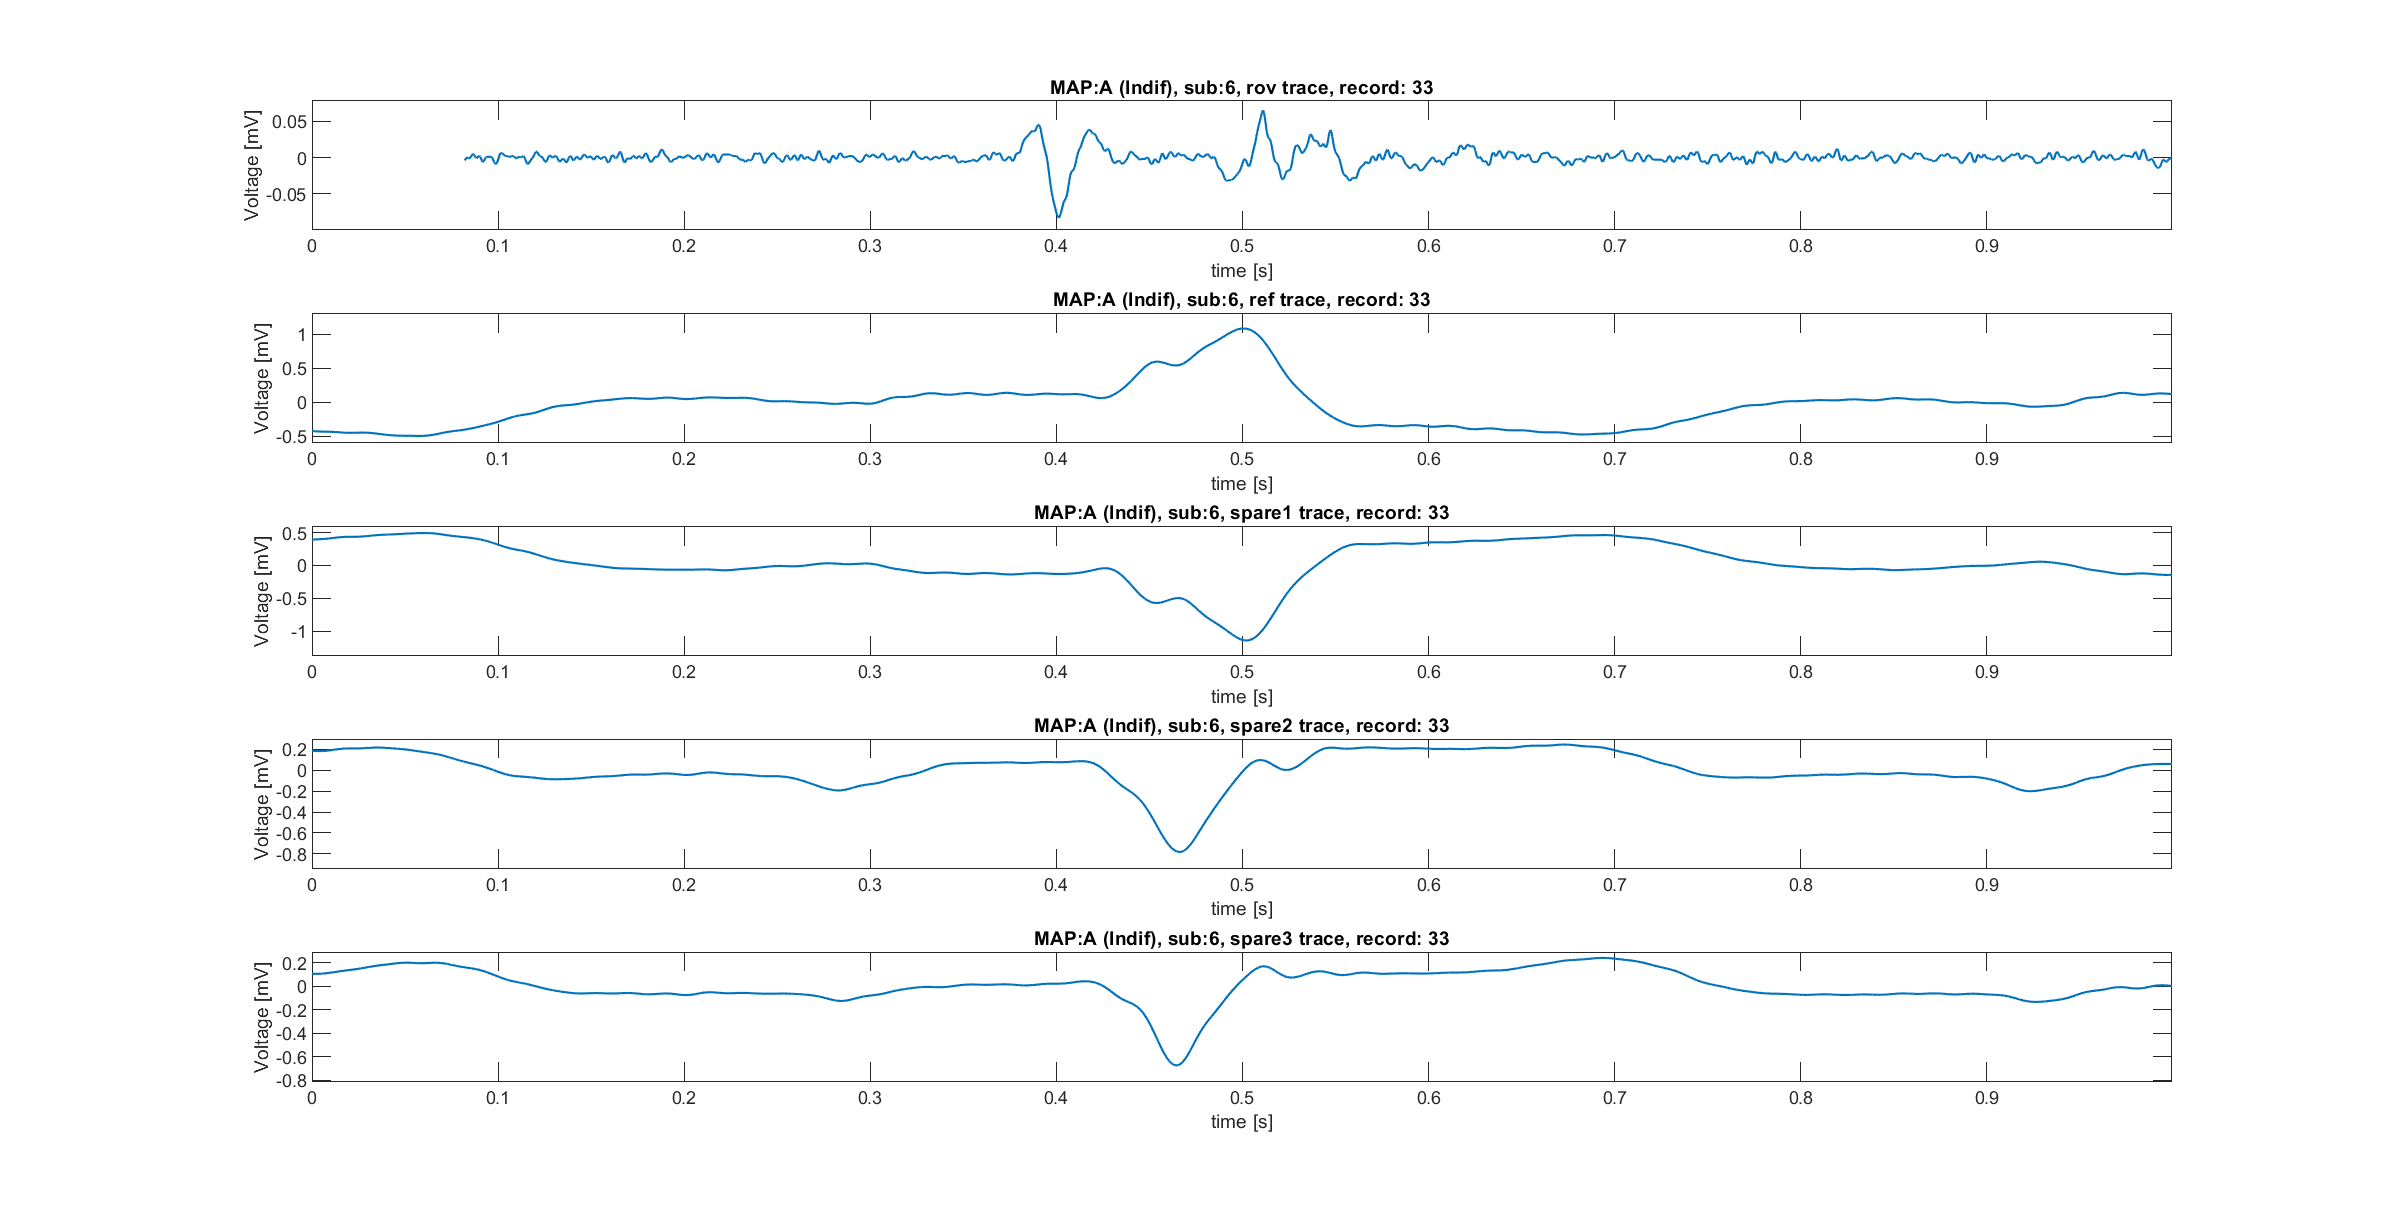 MAP:A (Indif), sub:6, rov trace, record: 33
Voltage [mV]
0.05
0
-0.05
0 0.1 0.2 0.3 0.4 0.5 0.6 0.7 0.8 0.9
time [s]
MAP:A (Indif), sub:6, ref trace, record: 33
Voltage [mV]
1
0.5
0
-0.5
0 0.1 0.2 0.3 0.4 0.5 0.6 0.7 0.8 0.9
time [s]
MAP:A (Indif), sub:6, spare1 trace, record: 33
Voltage [mV]
0.5
0
-0.5
-1
0 0.1 0.2 0.3 0.4 0.5 0.6 0.7 0.8 0.9
time [s]
MAP:A (Indif), sub:6, spare2 trace, record: 33
Voltage [mV]
0.2
0
-0.2
-0.4
-0.6
-0.8
0 0.1 0.2 0.3 0.4 0.5 0.6 0.7 0.8 0.9
time [s]
MAP:A (Indif), sub:6, spare3 trace, record: 33
Voltage [mV]
0.2
0
-0.2
-0.4
-0.6
-0.8
0 0.1 0.2 0.3 0.4 0.5 0.6 0.7 0.8 0.9
time [s]